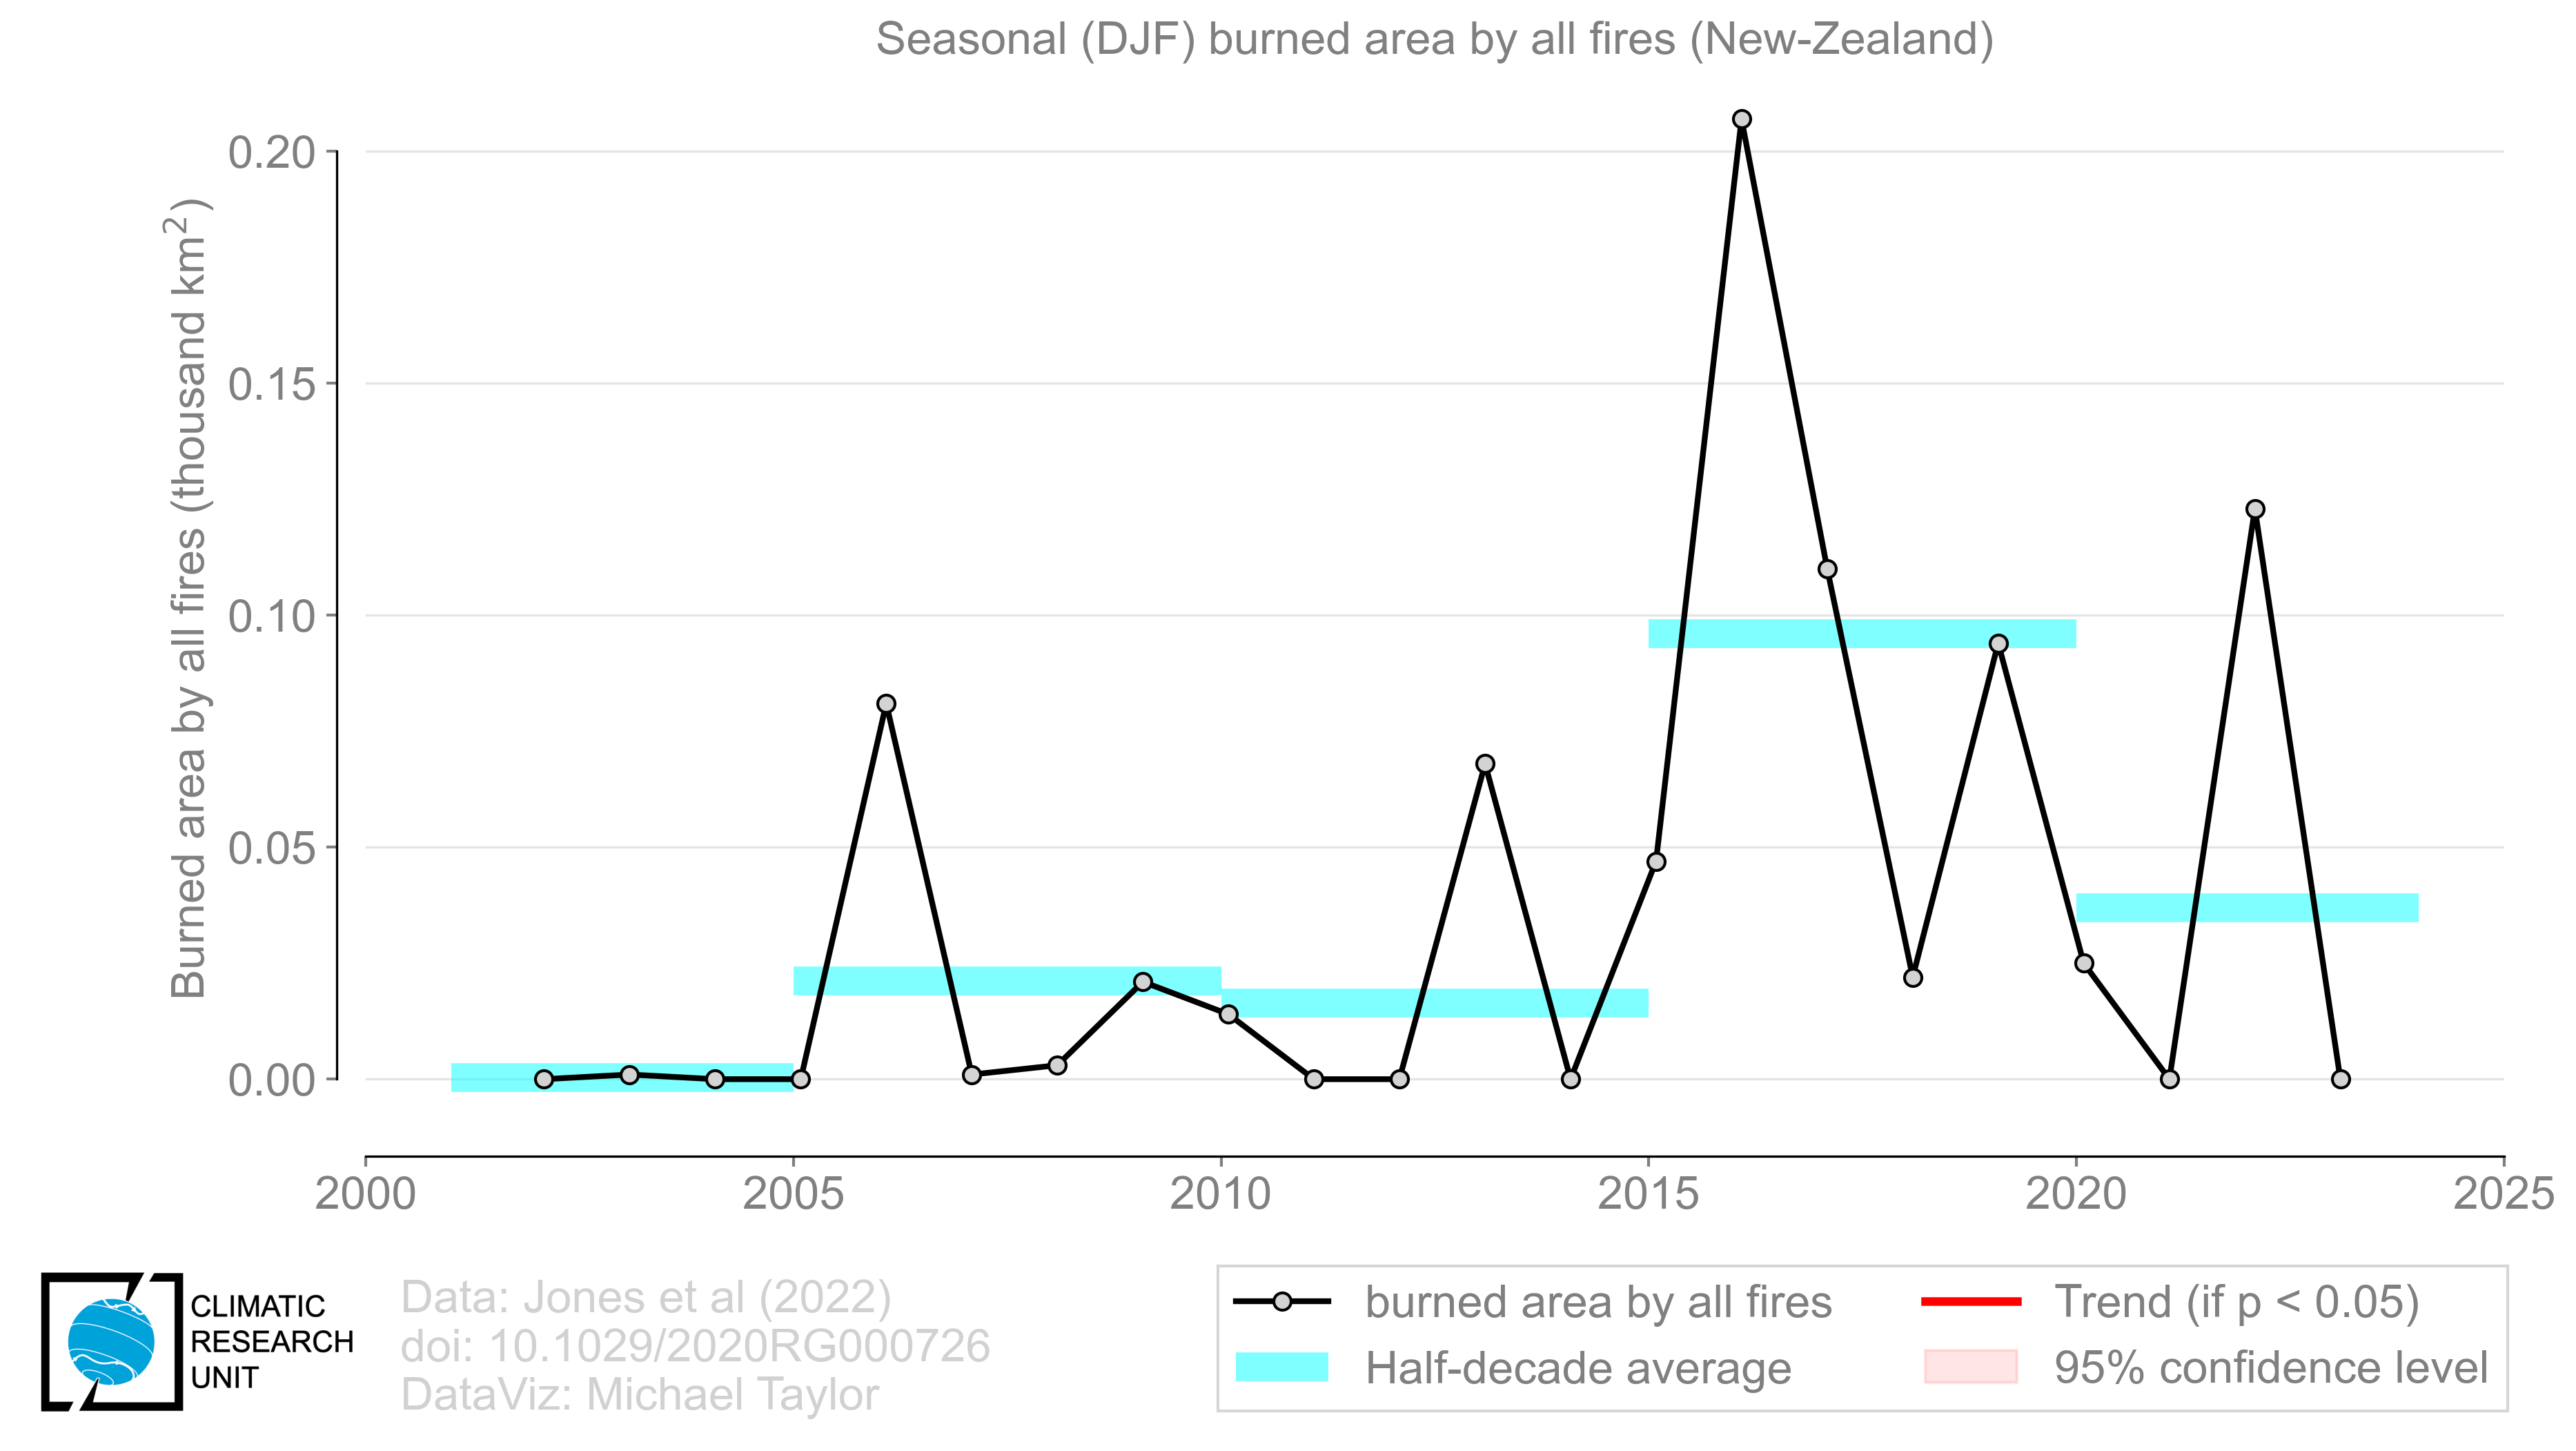 Seasonal (DJF) burned area by all fires (New-Zealand)
Burned area by all fires (thousand km²)
0.20
0.15
0.10
0.05
0.00
2000 2005 2010 2015 2020 2025
CLIMATIC
RESEARCH
UNIT
Data: Jones et al (2022)
doi: 10.1029/2020RG000726
DataViz: Michael Taylor
burned area by all fires
Half-decade average
Trend (if p < 0.05)
95% confidence level